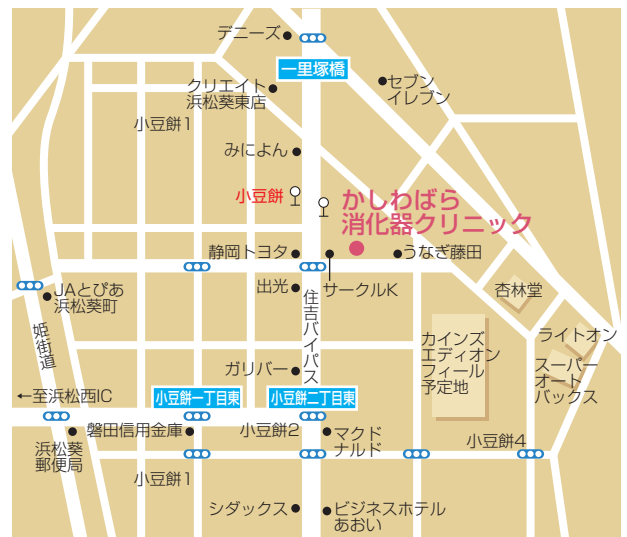 デニーズ
一里塚橋
セブン
イレブン
クリエイト
浜松葵東店
小豆餅1
みによん
小豆餅
かしわばら
消化器クリニック
静岡トヨタ
うなぎ藤田
出光
サークルK
杏林堂
JAとぴあ
浜松葵町
姫街道
住吉バイパス
カインズ
エディオン
フィール
予定地
ライトオン
スーパー
オート
バックス
ガリバー
←至浜松西IC
小豆餅一丁目東
小豆餅二丁目東
磐田信用金庫
小豆餅2
マクド
ナルド
小豆餅4
浜松葵
郵便局
小豆餅1
シダックス
ビジネスホテル
あおい